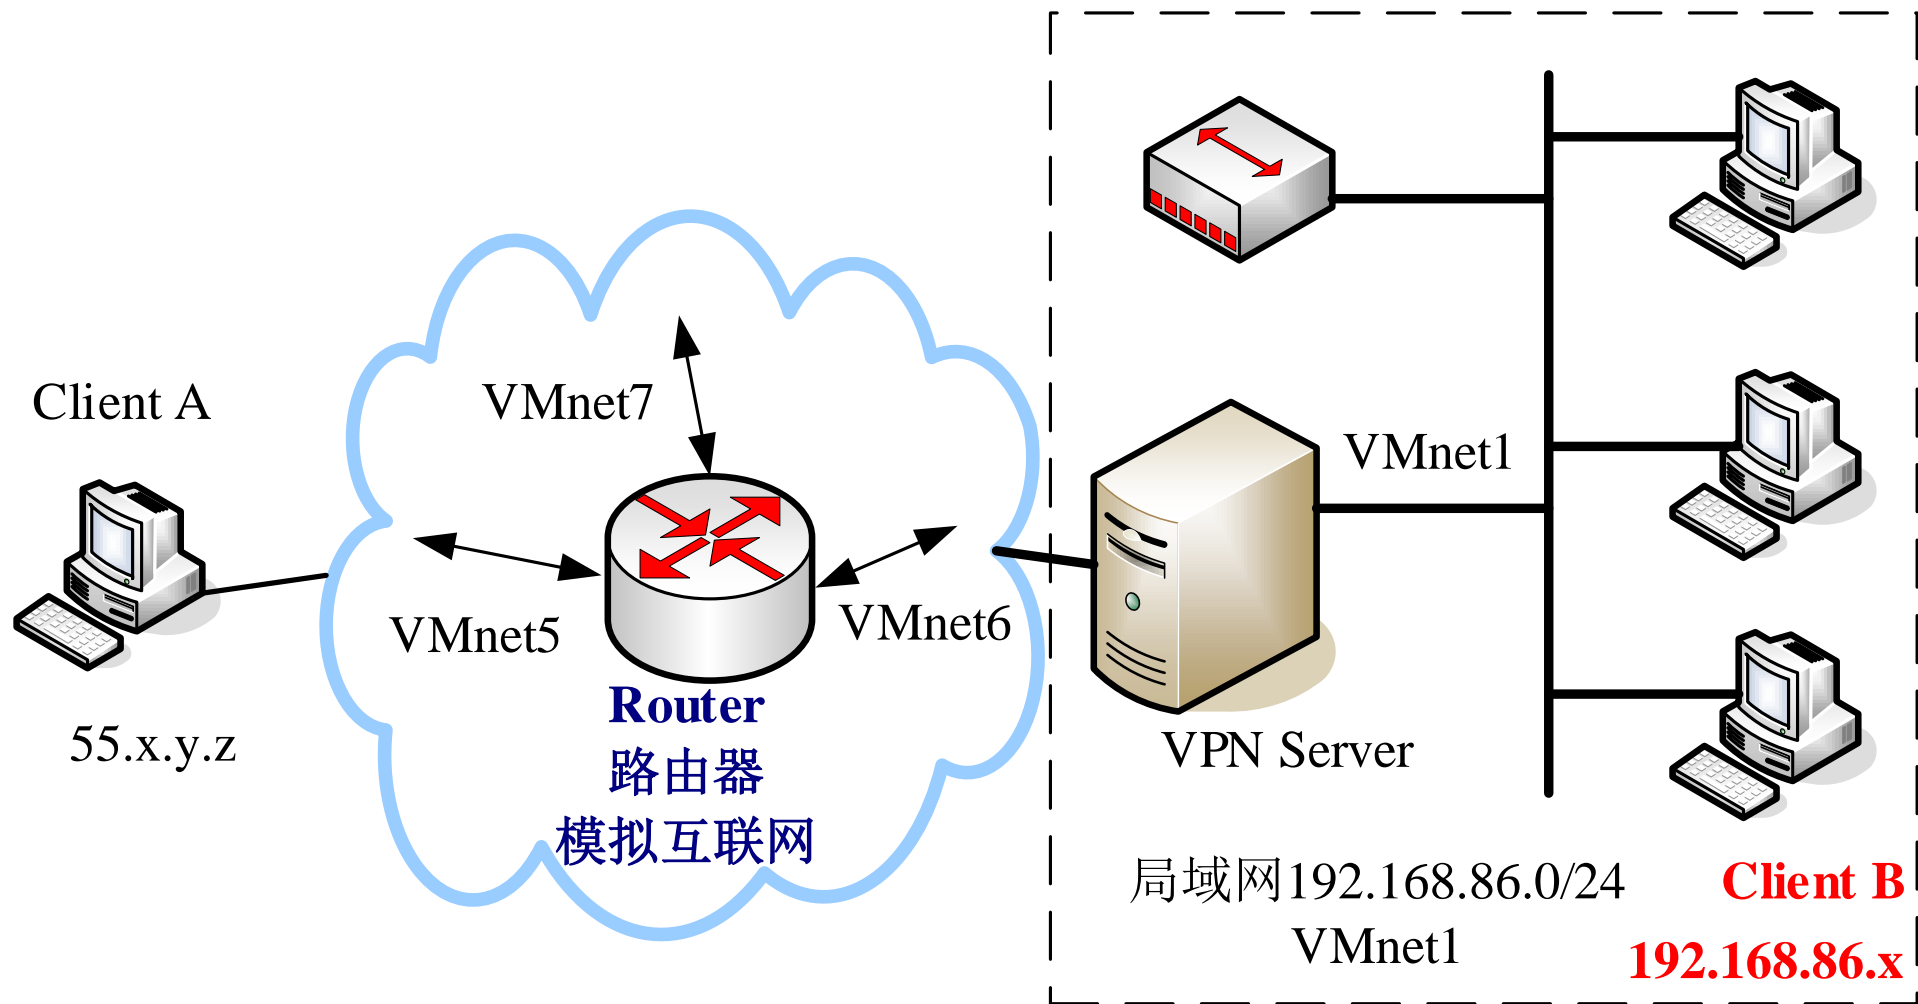 Client A
55.x.y.z
VMnet7
VMnet5
VMnet6
Router
路由器
模拟互联网
VMnet1
VPN Server
局域网192.168.86.0/24
VMnet1
Client B
192.168.86.x